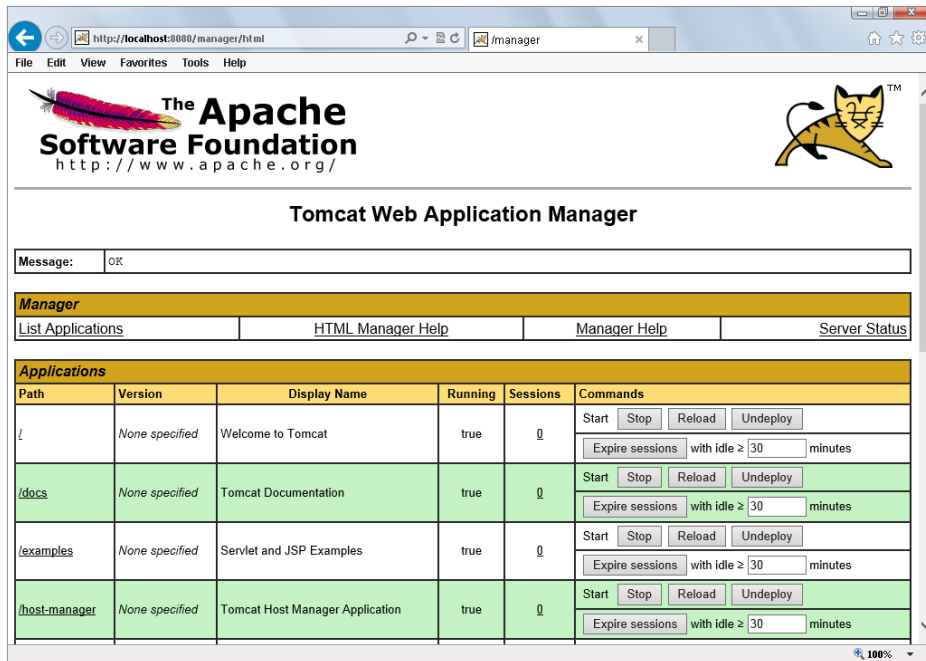 http://localhost:8080/manager/html
/manager
File Edit View Favorites Tools Help
The Apache
Software Foundation
http://www.apache.org/
TM
Tomcat Web Application Manager
Message: OK
Manager
List Applications HTML Manager Help Manager Help Server Status
Applications
Path Version Display Name Running Sessions Commands
/ None specified Welcome to Tomcat true 0 Start Stop Reload Undeploy
Expire sessions with idle ≥ 30 minutes
/docs None specified Tomcat Documentation true 0 Start Stop Reload Undeploy
Expire sessions with idle ≥ 30 minutes
/examples None specified Servlet and JSP Examples true 0 Start Stop Reload Undeploy
Expire sessions with idle ≥ 30 minutes
/host-manager None specified Tomcat Host Manager Application true 0 Start Stop Reload Undeploy
Expire sessions with idle ≥ 30 minutes
100%